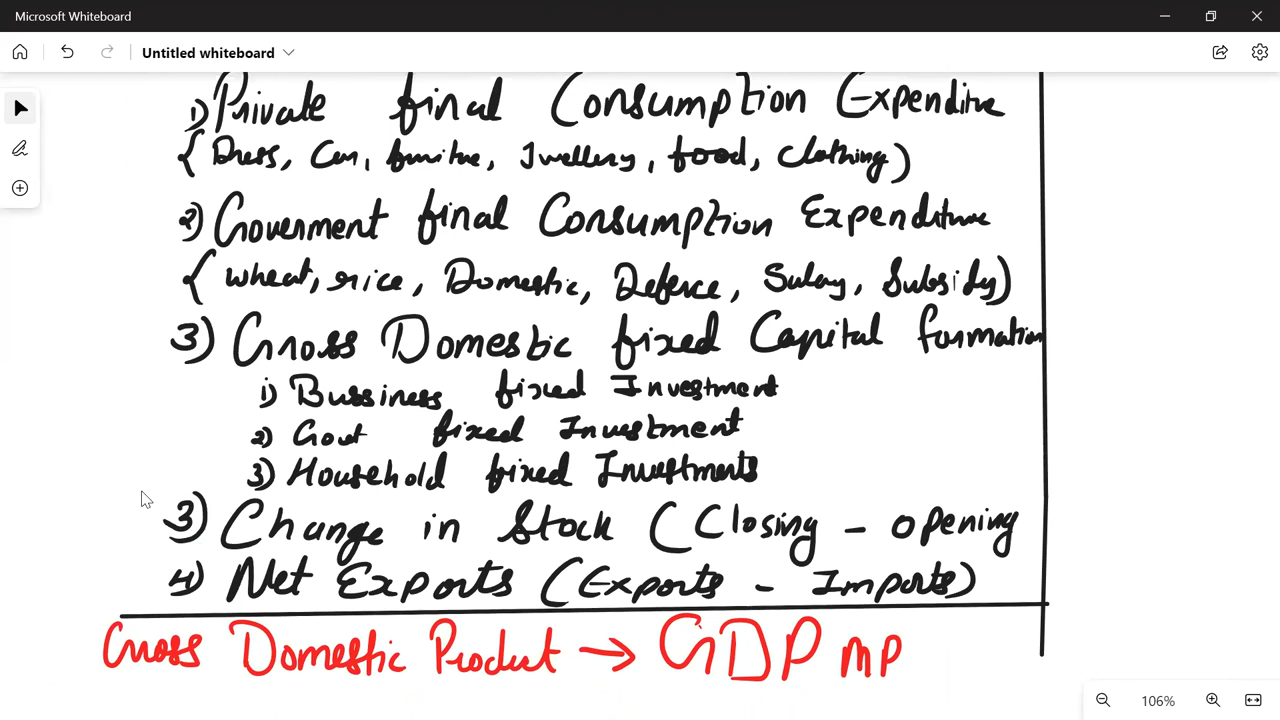 Microsoft Whiteboard
Untitled whiteboard
1) Private final Consumption Expenditre
{ Dress, Car, furnitre, Jwellery, food, Clothing)
2) Government final Consumption Expenditure
{ wheat, rice, Domestic, Defence, Salary, Subsidy)
3) Gross Domestic fixed Capital formation
1) Bussiness fixed Investment
2) Govt fixed Investment
3) Household fixed Investments
3) Change in Stock (Closing - opening
4) Net Exports (Exports - Imports)
Gross Domestic Product → GDP MP
106%